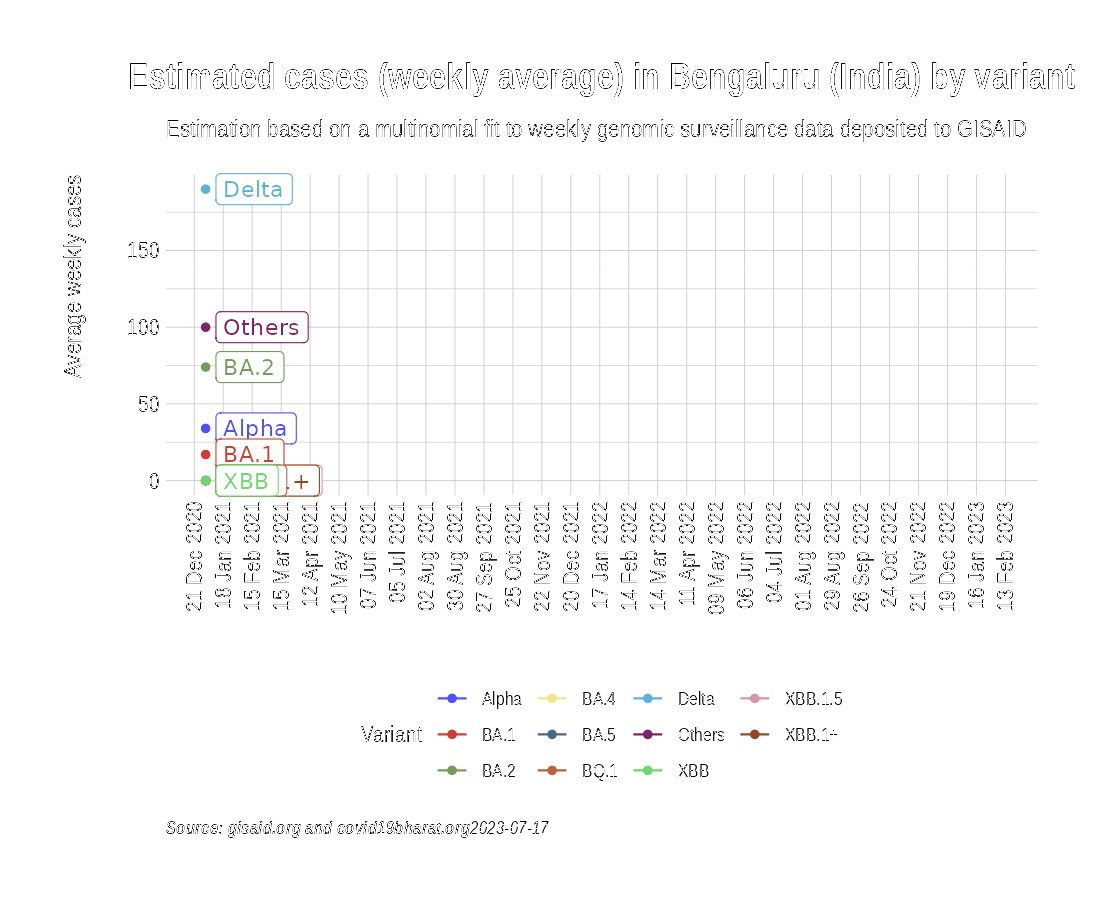 Estimated cases (weekly average) in Bengaluru (India) by variant
Estimation based on a multinomial fit to weekly genomic surveillance data deposited to GISAID
Average weekly cases
150
100
50
0
Delta
Others
BA.2
Alpha
BA.1
XBB
.+
21 Dec 2020
18 Jan 2021
15 Feb 2021
15 Mar 2021
12 Apr 2021
10 May 2021
07 Jun 2021
05 Jul 2021
02 Aug 2021
30 Aug 2021
27 Sep 2021
25 Oct 2021
22 Nov 2021
20 Dec 2021
17 Jan 2022
14 Feb 2022
14 Mar 2022
11 Apr 2022
09 May 2022
06 Jun 2022
04 Jul 2022
01 Aug 2022
29 Aug 2022
26 Sep 2022
24 Oct 2022
21 Nov 2022
19 Dec 2022
16 Jan 2023
13 Feb 2023
Variant
Alpha BA.4 Delta XBB.1.5
BA.1 BA.5 Others XBB.1+
BA.2 BQ.1 XBB
Source: gisaid.org and covid19bharat.org2023-07-17